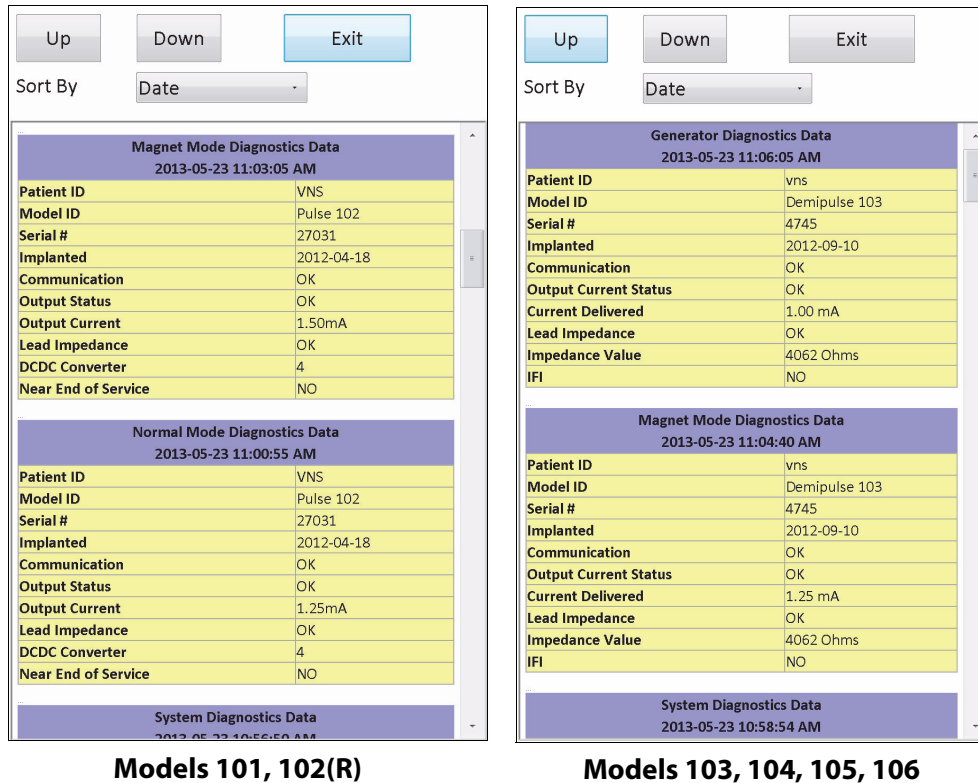 Up Down Exit
Sort By Date
...
Magnet Mode Diagnostics Data
2013-05-23 11:03:05 AM
Patient ID VNS
Model ID Pulse 102
Serial # 27031
Implanted 2012-04-18
Communication OK
Output Status OK
Output Current 1.50mA
Lead Impedance OK
DCDC Converter 4
Near End of Service NO
...
Normal Mode Diagnostics Data
2013-05-23 11:00:55 AM
Patient ID VNS
Model ID Pulse 102
Serial # 27031
Implanted 2012-04-18
Communication OK
Output Status OK
Output Current 1.25mA
Lead Impedance OK
DCDC Converter 4
Near End of Service NO
...
System Diagnostics Data
2013-05-23 10:56:50 AM
Models 101, 102(R)
Up Down Exit
Sort By Date
Generator Diagnostics Data
2013-05-23 11:06:05 AM
Patient ID vns
Model ID Demipulse 103
Serial # 4745
Implanted 2012-09-10
Communication OK
Output Current Status OK
Current Delivered 1.00 mA
Lead Impedance OK
Impedance Value 4062 Ohms
IFI NO
...
Magnet Mode Diagnostics Data
2013-05-23 11:04:40 AM
Patient ID vns
Model ID Demipulse 103
Serial # 4745
Implanted 2012-09-10
Communication OK
Output Current Status OK
Current Delivered 1.25 mA
Lead Impedance OK
Impedance Value 4062 Ohms
IFI NO
...
System Diagnostics Data
2013-05-23 10:58:54 AM
Models 103, 104, 105, 106